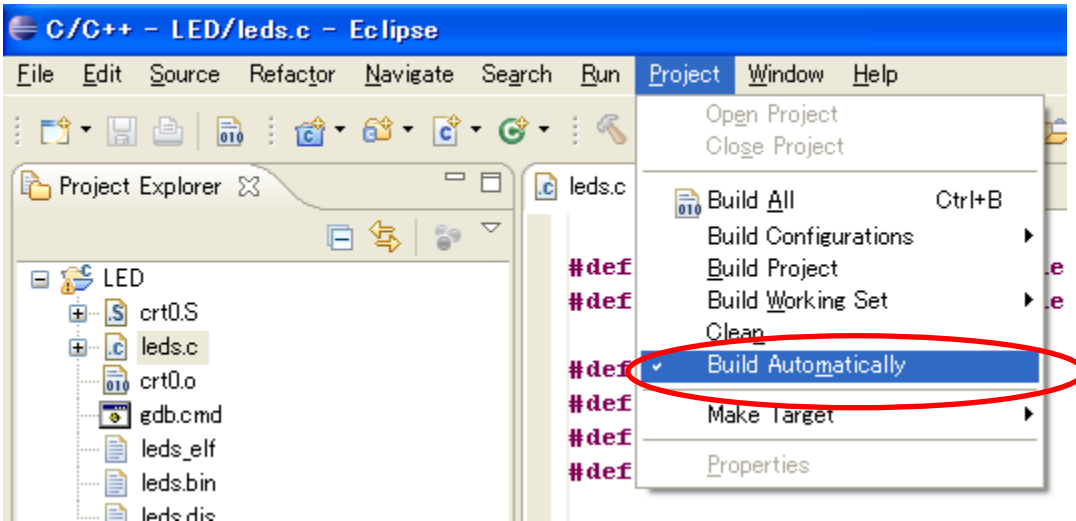 C/C++ - LED/leds.c - Eclipse
File Edit Source Refactor Navigate Search Run Project Window Help
Project Explorer
leds.c
LED
crt0.S
leds.c
crt0.o
gdb.cmd
leds_elf
leds.bin
leds.dis
Open Project
Close Project
Build All Ctrl+B
Build Configurations
Build Project
Build Working Set
Clean
Build Automatically
Make Target
Properties
#def
#def
#def
#def
#def
#def